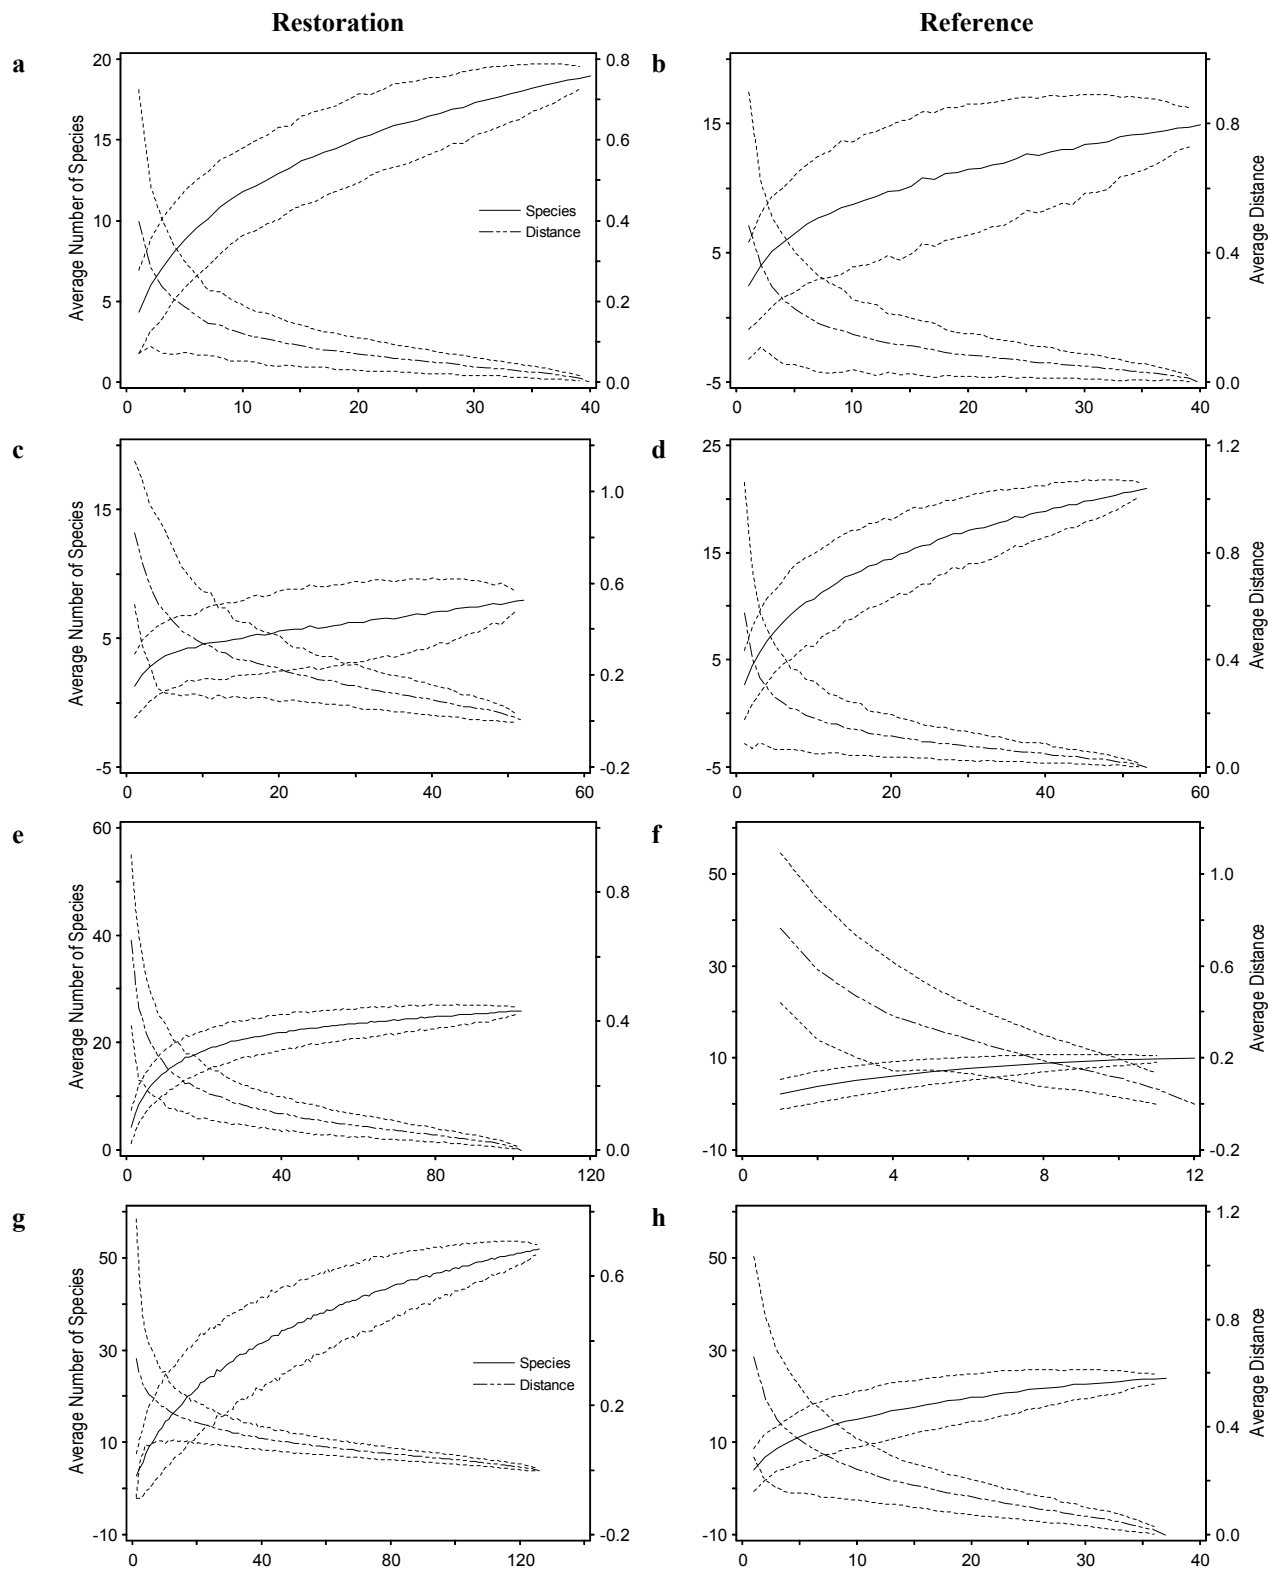 Restoration Reference
a
20
15
10
5
0
Average Number of Species
0.8
0.6
0.4
0.2
0.0
Species
Distance
0 10 20 30 40
b
15
5
-5
0.8
0.4
0.0
Average Distance
0 10 20 30 40
c
15
5
-5
Average Number of Species
1.0
0.6
0.2
-0.2
0 20 40 60
d
25
15
5
-5
1.2
0.8
0.4
0.0
Average Distance
0 20 40 60
e
60
40
20
0
Average Number of Species
0.8
0.4
0.0
0 40 80 120
f
50
30
10
-10
1.0
0.6
0.2
-0.2
Average Distance
0 4 8 12
g
50
30
10
-10
Average Number of Species
0.6
0.2
-0.2
Species
Distance
0 40 80 120
h
50
30
10
-10
1.2
0.8
0.4
0.0
Average Distance
0 10 20 30 40